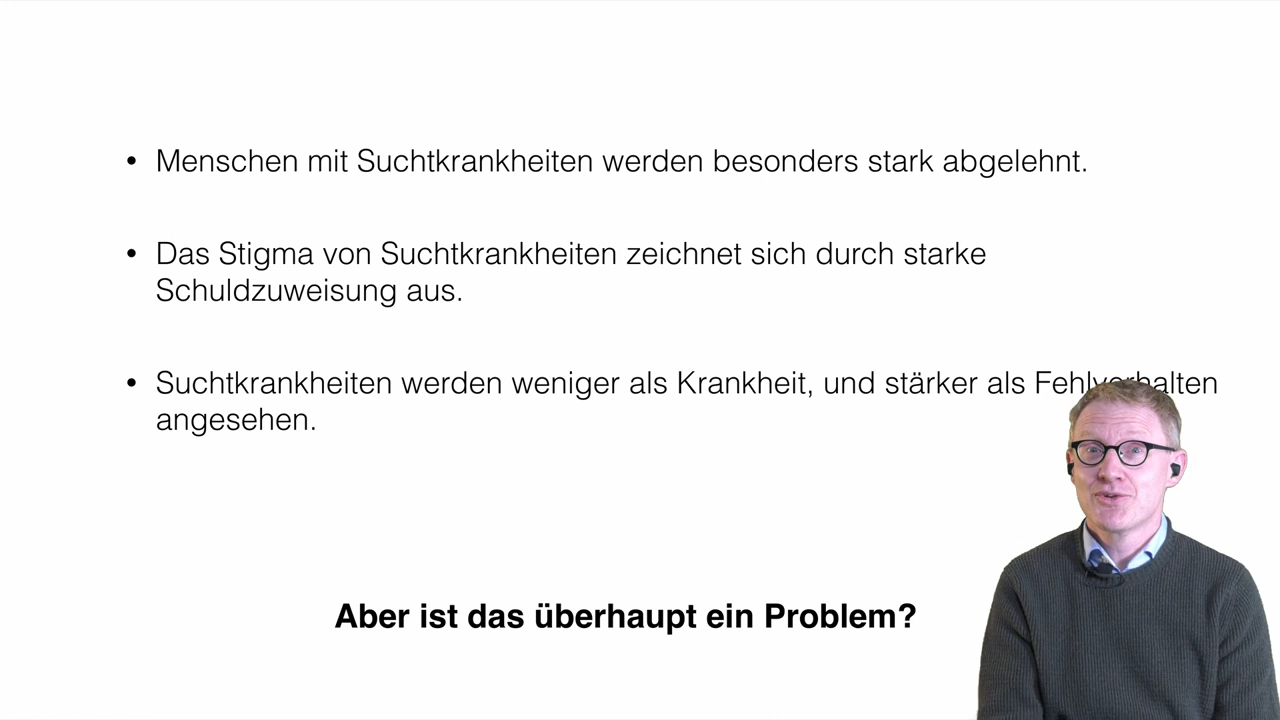 • Menschen mit Suchtkrankheiten werden besonders stark abgelehnt.
• Das Stigma von Suchtkrankheiten zeichnet sich durch starke
Schuldzuweisung aus.
• Suchtkrankheiten werden weniger als Krankheit, und stärker als Fehlverhalten
angesehen.
Aber ist das überhaupt ein Problem?